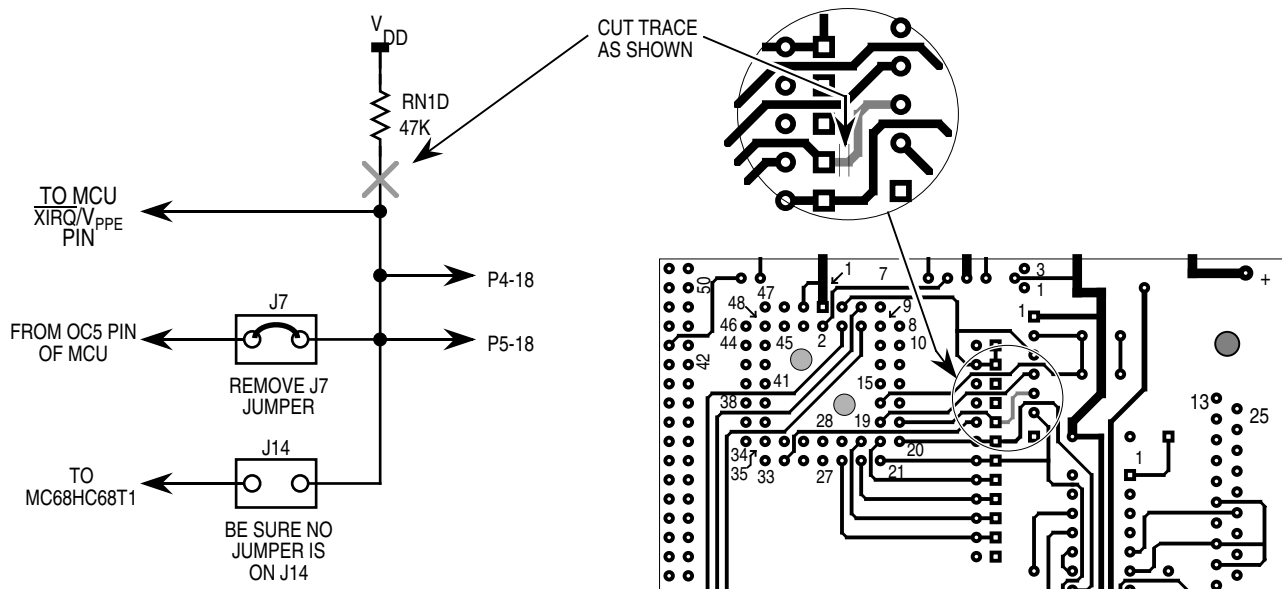 VDD
RN1D
47K
CUT TRACE
AS SHOWN
TO MCU
XIRQ/VPPE
PIN
P4-18
J7
FROM OC5 PIN
OF MCU
P5-18
REMOVE J7
JUMPER
J14
TO
MC68HC68T1
BE SURE NO
JUMPER IS
ON J14
50
47
1
7
3
1
+
48
9
1
46
45
2
8
44
10
42
41
15
38
13
25
28
19
34
20
35
33
27
21
1